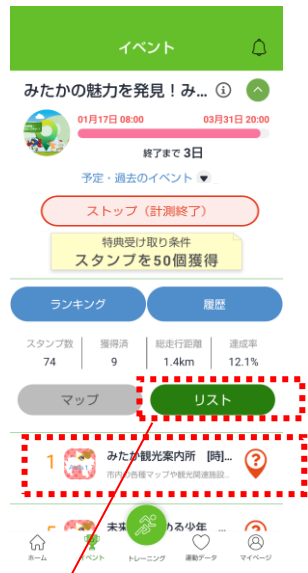 イベント
みたかの魅力を発見！み...
01月17日 08:00
03月31日 20:00
終了まで 3日
予定・過去のイベント ▼
ストップ（計測終了）
特典受け取り条件
スタンプを50個獲得
ランキング
履歴
スタンプ数 獲得済 総走行距離 達成率
74 9 1.4km 12.1%
マップ
リスト
1
みたか観光案内所 [時]...
市内の各種マップや観光関連施設...
未来
める少年 ...
ホーム
ベント
トレーニング
運動データ
マイページ